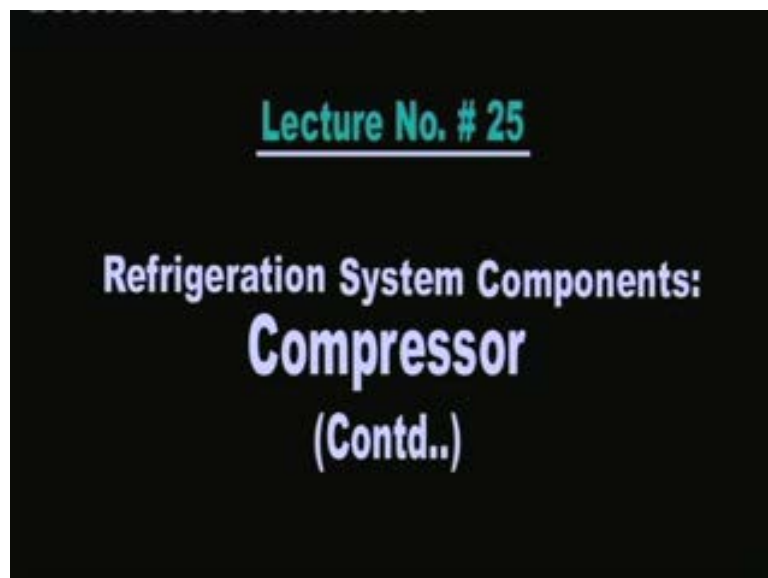 Lecture No. # 25
Refrigeration System Components:
Compressor
(Contd..)